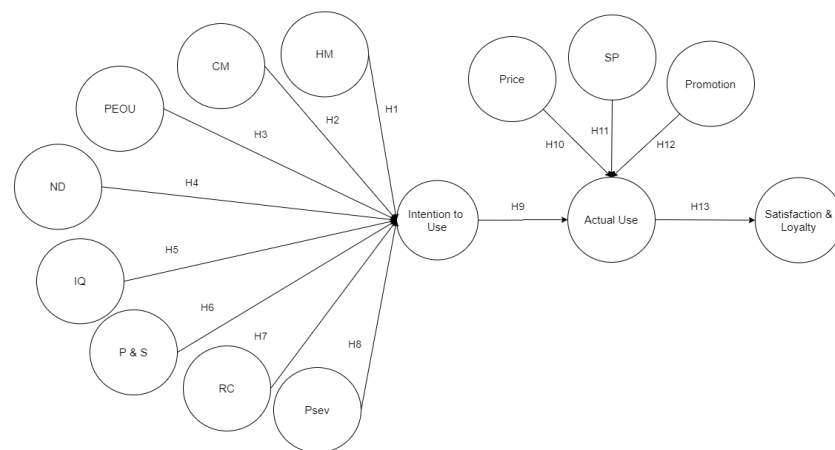 HM
CM
SP
Price
Promotion
PEOU
H1
H2
H3
H11
H10
H12
H4
ND
Intention to
Use
H9
Actual Use
H13
Satisfaction &
Loyalty
H5
IQ
H6
P & S
H7
H8
RC
Psev